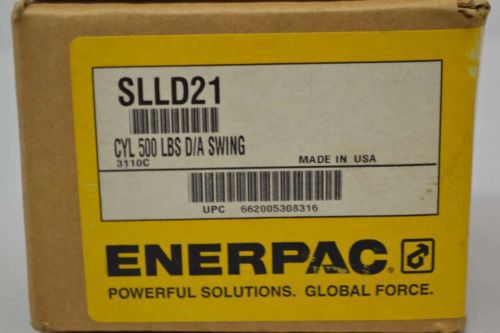 SLLD21
CYL 500 LBS D/A SWING
3110C MADE IN USA
UPC 662005308316
ENERPAC®
POWERFUL SOLUTIONS. GLOBAL FORCE.